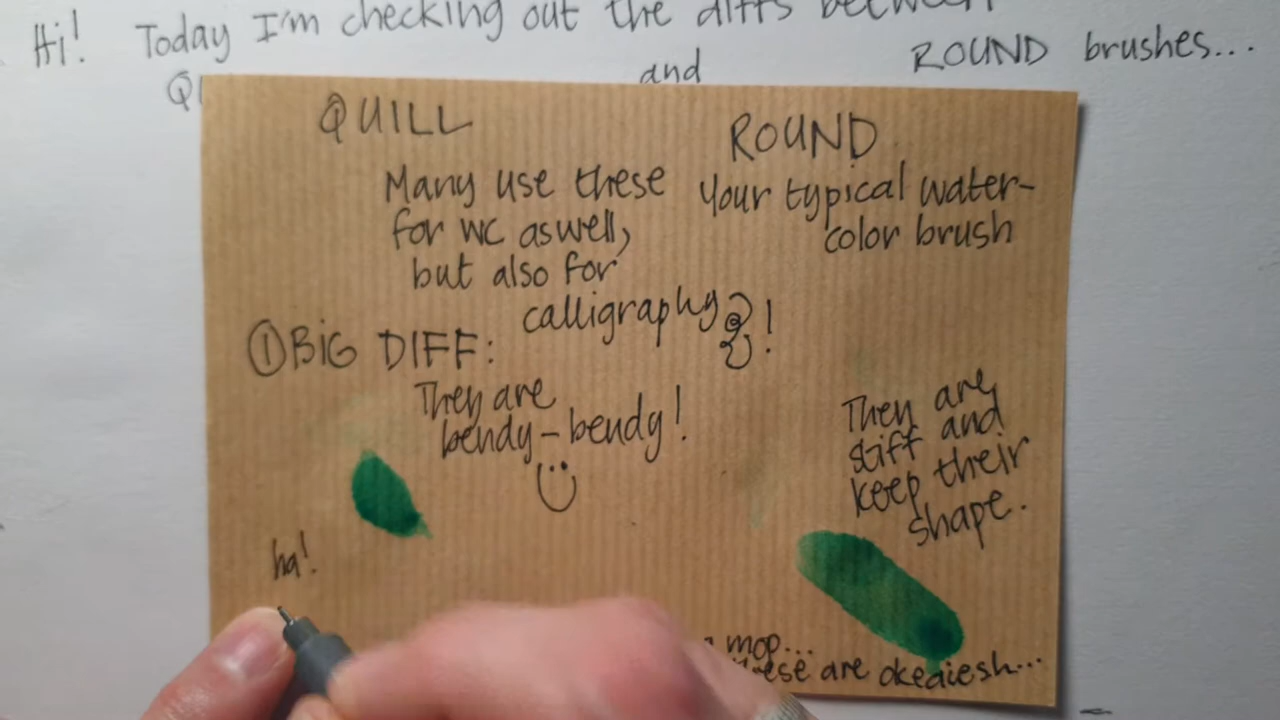 Hi! Today I'm checking out the diffs between
and ROUND brushes...
QUILL
Many use these
for wc aswell,
but also for
calligraphy!
① BIG DIFF:
They are
bendy-bendy!
ha!
ROUND
Your typical water-
color brush
They are
stiff and
keep their
shape.
mop...
these are okeaiesh...